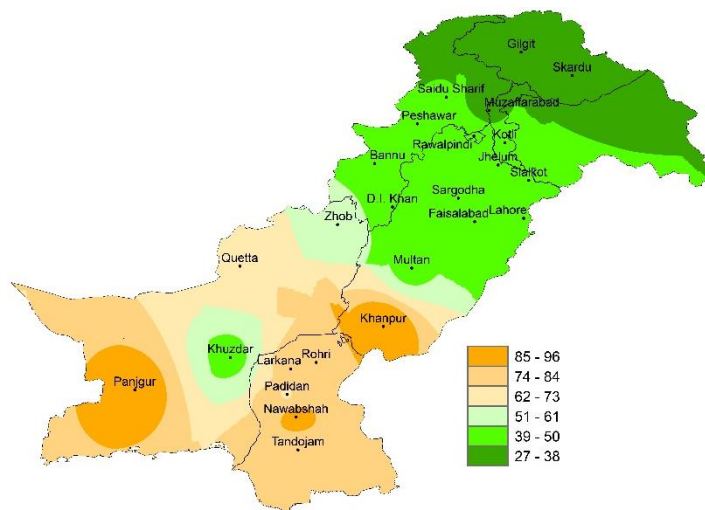 Gilgit
Skardu
Saidu Sharif
Muzaffarabad
Peshawar
Rawalpindi
Kotli
Bannu
Jhelum
Sialkot
D.I. Khan
Sargodha
Faisalabad
Lahore
Zhob
Quetta
Multan
Khanpur
Khuzdar
Larkana
Rohri
Panjgur
Padidan
Nawabshah
Tandojam
85 - 96
74 - 84
62 - 73
51 - 61
39 - 50
27 - 38